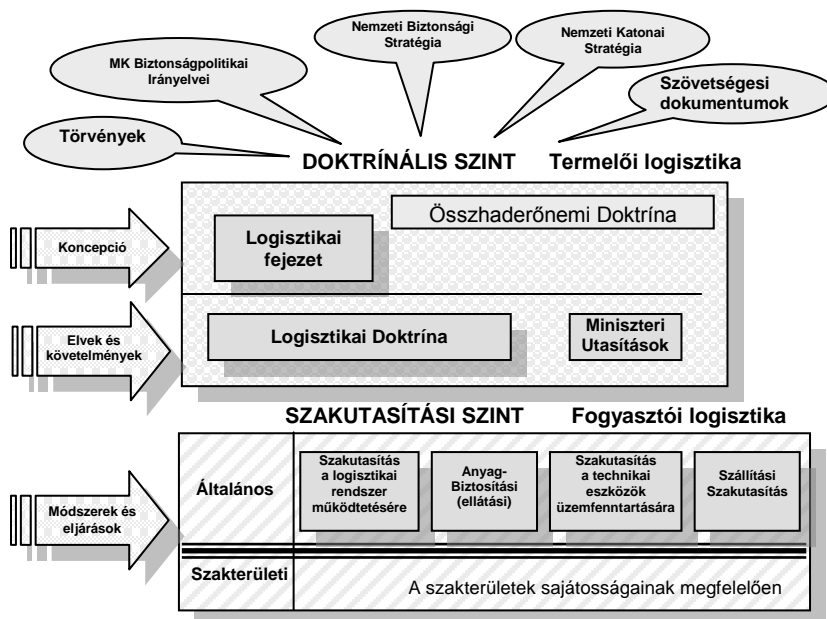 Nemzeti Biztonsági
Stratégia
Nemzeti Katonai
Stratégia
MK Biztonságpolitikai
Irányelvei
Szövetségesi
dokumentumok
Törvények
DOKTRÍNÁLIS SZINT Termelői logisztika
Összhaderőnemi Doktrína
Koncepció
Logisztikai
fejezet
Elvek és
követelmények
Logisztikai Doktrína
Miniszteri
Utasítások
SZAKUTASÍTÁSI SZINT Fogyasztói logisztika
Módszerek és
eljárások
Általános
Szakutasítás
a logisztikai
rendszer
működtetésére
Anyag-
Biztosítási
(ellátási)
Szakutasítás
a technikai
eszközök
üzemfenntartására
Szállítási
Szakutasítás
Szakterületi
A szakterületek sajátosságainak megfelelően